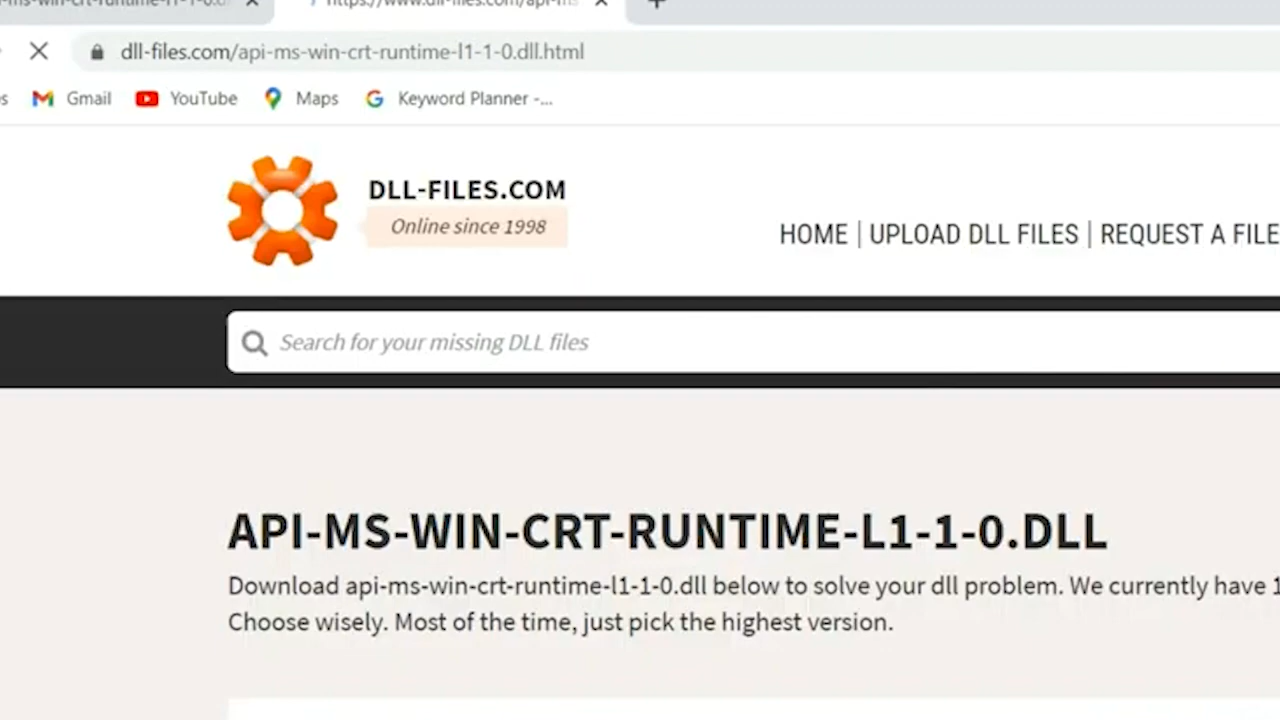 dll-files.com/api-ms-win-crt-runtime-l1-1-0.dll.html
Gmail YouTube Maps Keyword Planner -...
DLL-FILES.COM
Online since 1998
HOME | UPLOAD DLL FILES | REQUEST A FILE
Search for your missing DLL files
API-MS-WIN-CRT-RUNTIME-L1-1-0.DLL
Download api-ms-win-crt-runtime-l1-1-0.dll below to solve your dll problem. We currently have 1
Choose wisely. Most of the time, just pick the highest version.